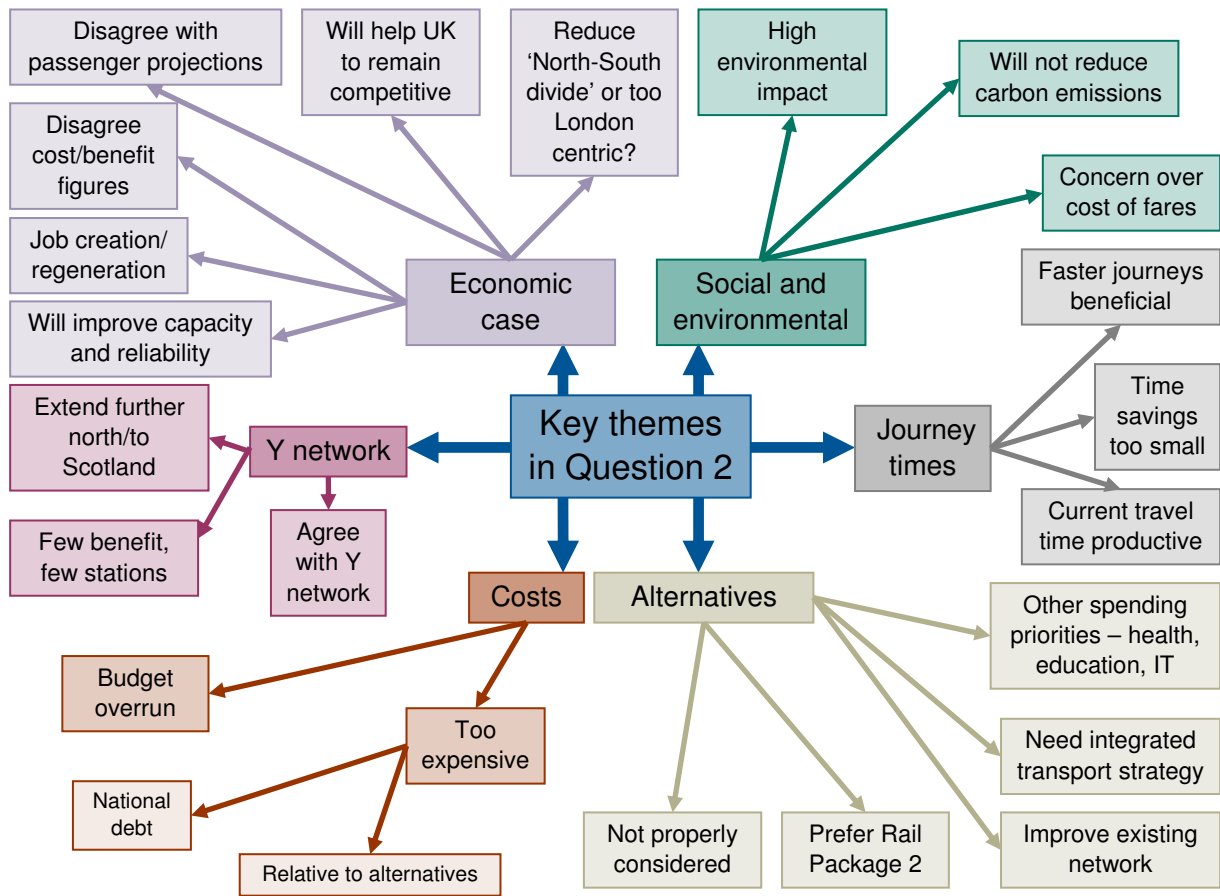 Disagree with
passenger projections
Will help UK
to remain
competitive
Reduce
‘North-South
divide’ or too
London
centric?
High
environmental
impact
Will not reduce
carbon emissions
Disagree
cost/benefit
figures
Concern over
cost of fares
Job creation/
regeneration
Economic
case
Social and
environmental
Faster journeys
beneficial
Will improve capacity
and reliability
Extend further
north/to
Scotland
Y network
Key themes
in Question 2
Journey
times
Time
savings
too small
Few benefit,
few stations
Agree
with Y
network
Current travel
time productive
Costs
Alternatives
Other spending
priorities – health,
education, IT
Budget
overrun
Too
expensive
Need integrated
transport strategy
National
debt
Relative to alternatives
Not properly
considered
Prefer Rail
Package 2
Improve existing
network